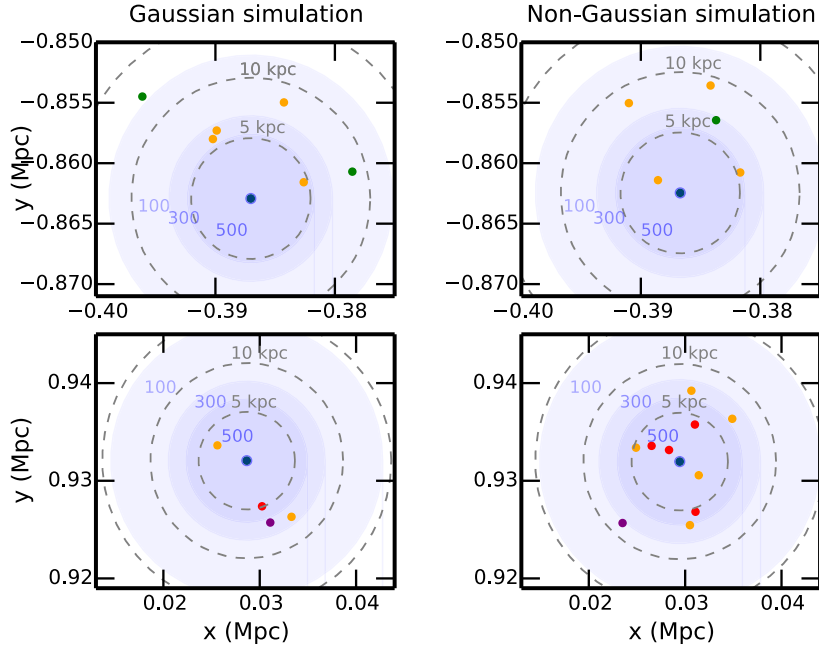 Gaussian simulation
Non-Gaussian simulation
y (Mpc)
−0.850
−0.855
−0.860
−0.865
−0.870
10 kpc
5 kpc
100
300
500
−0.40
−0.39
−0.38
−0.850
−0.855
−0.860
−0.865
−0.870
10 kpc
5 kpc
100
300
500
−0.40
−0.39
−0.38
y (Mpc)
0.94
0.93
0.92
10 kpc
100
300
5 kpc
500
0.02
0.03
0.04
x (Mpc)
0.94
0.93
0.92
10 kpc
100
300
5 kpc
500
0.02
0.03
0.04
x (Mpc)